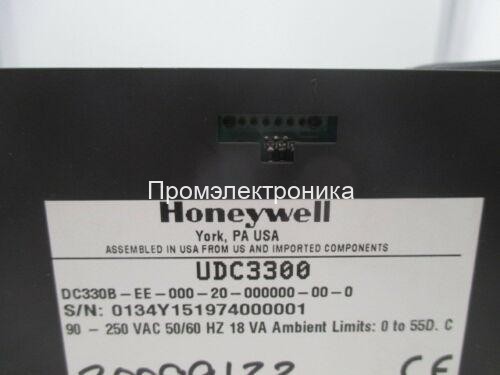 Промэлектроника
Honeywell
York, PA USA
ASSEMBLED IN USA FROM US AND IMPORTED COMPONENTS
UDC3300
DC330B-EE-000-20-000000-00-0
S/N: 0134Y151974000001
90 - 250 VAC 50/60 HZ 18 VA Ambient Limits: 0 to 55D. C
CE